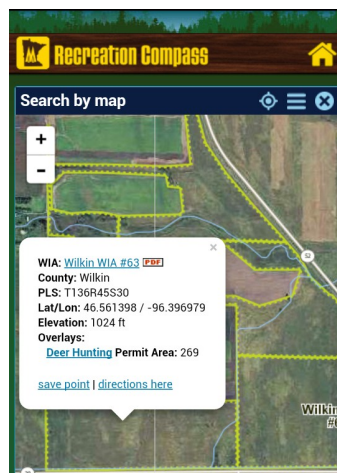 Recreation Compass
Search by map
+
-
52
×
WIA: Wilkin WIA #63 PDF
County: Wilkin
PLS: T136R45S30
Lat/Lon: 46.561398 / -96.396979
Elevation: 1024 ft
Overlays:
Deer Hunting Permit Area: 269
save point | directions here
Wilkin